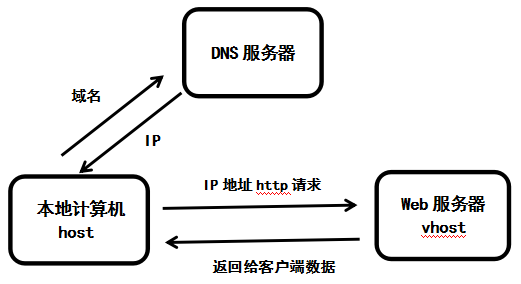 DNS 服务器
域名
IP
IP 地址 http 请求
本地计算机
host
Web 服务器
vhost
返回给客户端数据